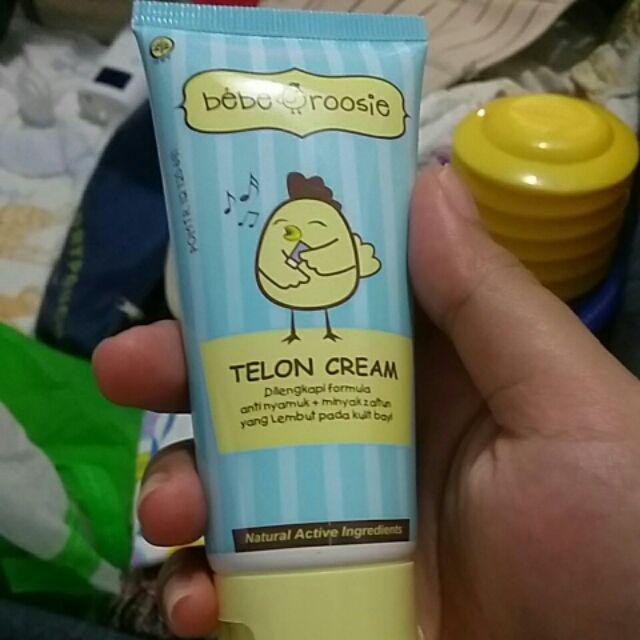 bebe roosie
TELON CREAM
Dilengkapi formula
anti nyamuk + minyak zaitun
yang Lembut pada kulit bayi
Natural Active Ingredients